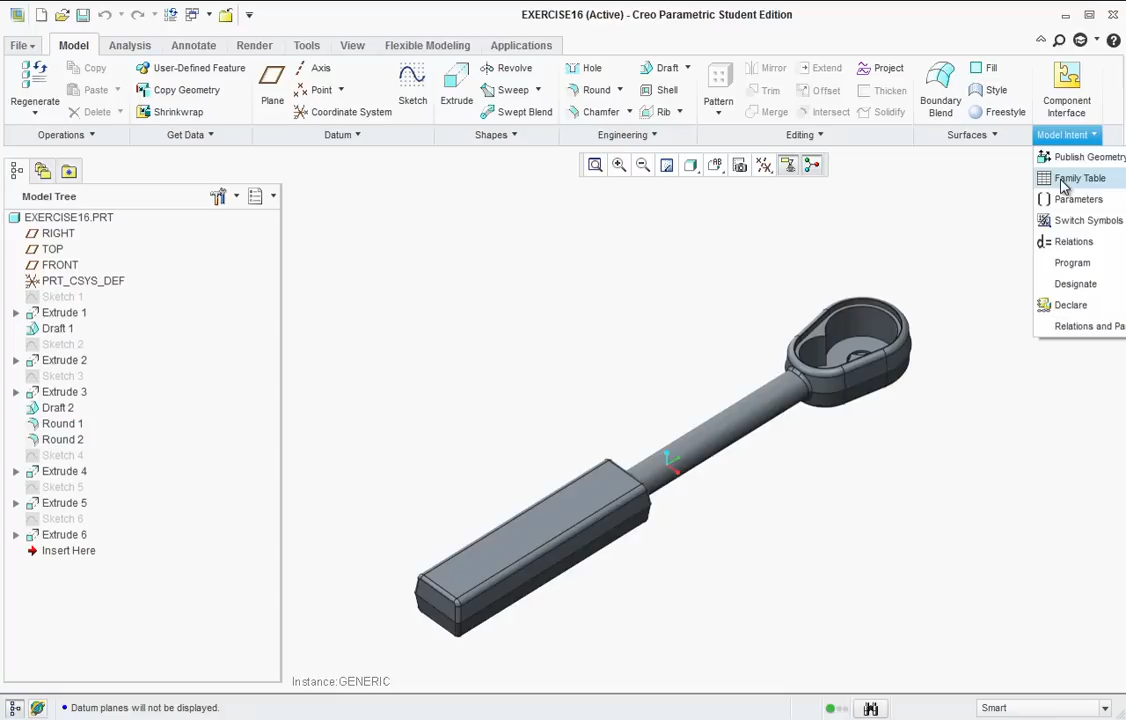 EXERCISE16 (Active) - Creo Parametric Student Edition
File Model Analysis Annotate Render Tools View Flexible Modeling Applications
Copy User-Defined Feature Axis Revolve Hole Draft Mirror Extend Project Fill
Regenerate Paste Copy Geometry Plane Point Sketch Extrude Sweep Round Shell Pattern Trim Offset Thicken Boundary Blend Style Component Interface
Delete Shrinkwrap Coordinate System Swept Blend Chamfer Rib Merge Intersect Solidify Freestyle
Operations Get Data Datum Shapes Engineering Editing Surfaces Model Intent
Publish Geometry
Family Table
Parameters
Switch Symbols
Relations
Program
Designate
Declare
Relations and Pa
Model Tree
EXERCISE16.PRT
RIGHT
TOP
FRONT
PRT_CSYS_DEF
Sketch 1
Extrude 1
Draft 1
Sketch 2
Extrude 2
Sketch 3
Extrude 3
Draft 2
Round 1
Round 2
Sketch 4
Extrude 4
Sketch 5
Extrude 5
Sketch 6
Extrude 6
Insert Here
Instance:GENERIC
Datum planes will not be displayed.
Smart